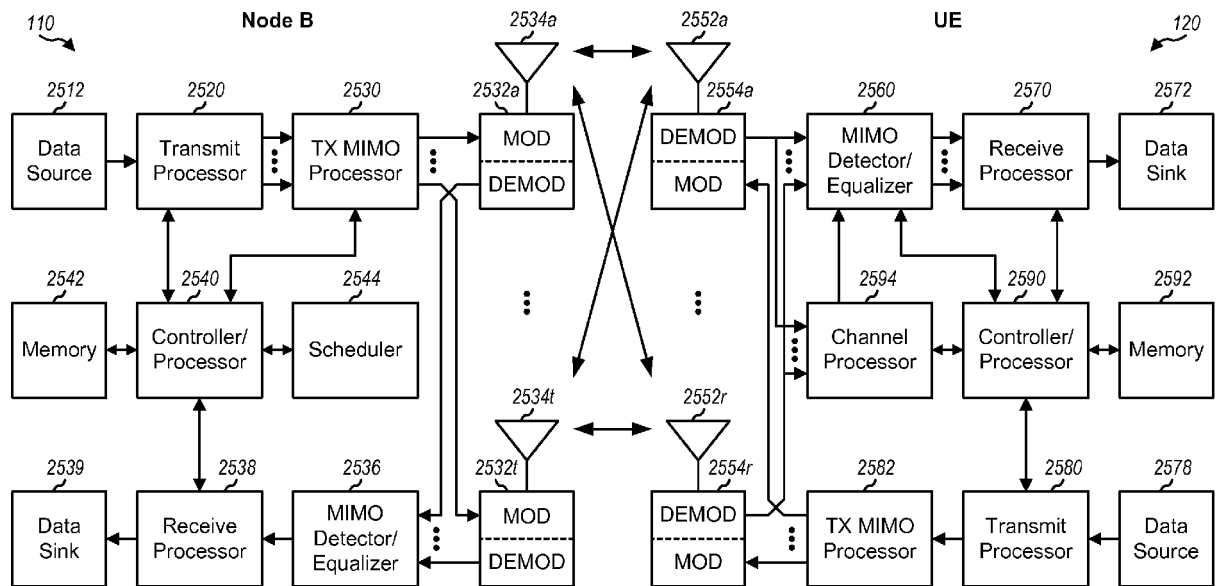 110
Node B
2534a
2552a
UE
120
2512
2520
2530
2532a
2554a
2560
2570
2572
Data
Source
Transmit
Processor
TX MIMO
Processor
MOD
DEMOD
DEMOD
MOD
MIMO
Detector/
Equalizer
Receive
Processor
Data
Sink
2542
2540
2544
2594
2590
2592
Memory
Controller/
Processor
Scheduler
Channel
Processor
Controller/
Processor
Memory
2534t
2552r
2539
2538
2536
2532t
2554r
2582
2580
2578
Data
Sink
Receive
Processor
MIMO
Detector/
Equalizer
MOD
DEMOD
DEMOD
MOD
TX MIMO
Processor
Transmit
Processor
Data
Source